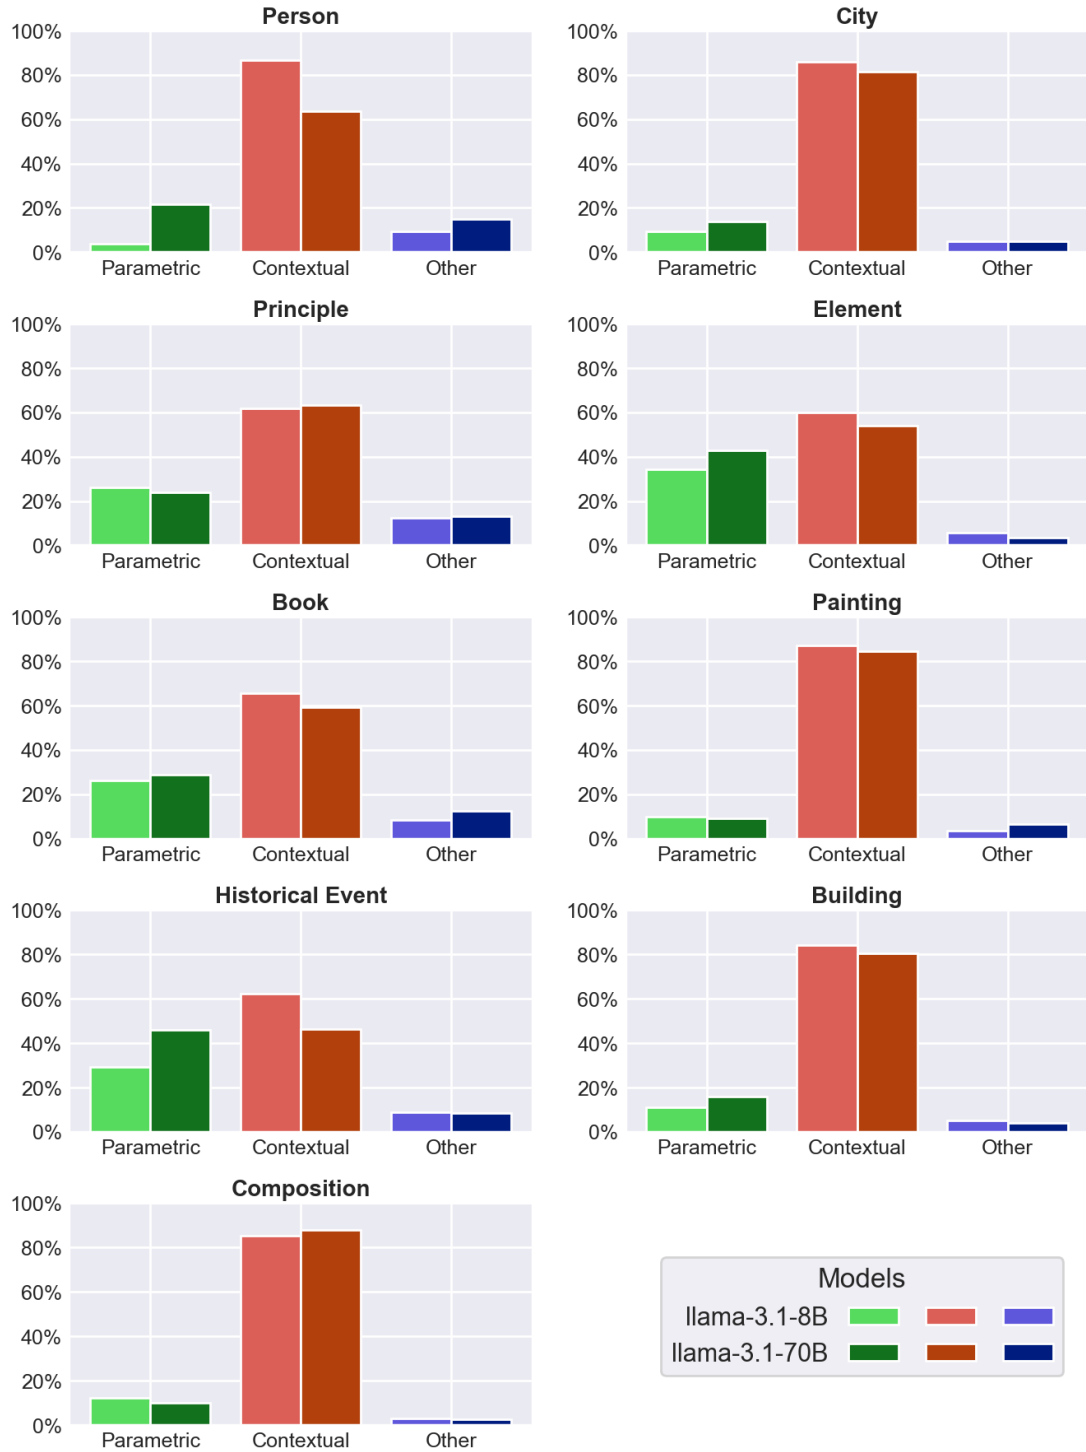 Person
100%
80%
60%
40%
20%
0%
Parametric Contextual Other
City
100%
80%
60%
40%
20%
0%
Parametric Contextual Other
Principle
100%
80%
60%
40%
20%
0%
Parametric Contextual Other
Element
100%
80%
60%
40%
20%
0%
Parametric Contextual Other
Book
100%
80%
60%
40%
20%
0%
Parametric Contextual Other
Painting
100%
80%
60%
40%
20%
0%
Parametric Contextual Other
Historical Event
100%
80%
60%
40%
20%
0%
Parametric Contextual Other
Building
100%
80%
60%
40%
20%
0%
Parametric Contextual Other
Composition
100%
80%
60%
40%
20%
0%
Parametric Contextual Other
Models
llama-3.1-8B
llama-3.1-70B